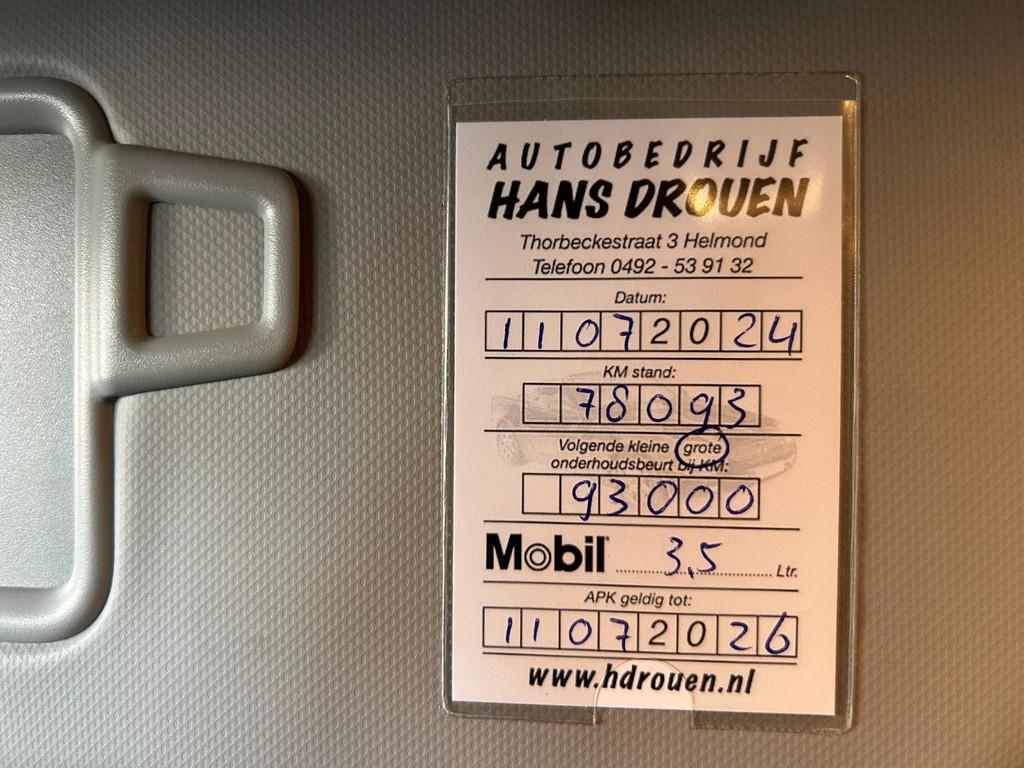 AUTOBEDRIJF
HANS DROUEN
Thorbeckestraat 3 Helmond
Telefoon 0492 - 53 91 32
Datum:
11072024
KM stand:
78093
Volgende kleine / grote
onderhoudsbeurt bij KM:
93000
Mobil 3,5 Ltr.
APK geldig tot:
11072026
www.hdrouen.nl